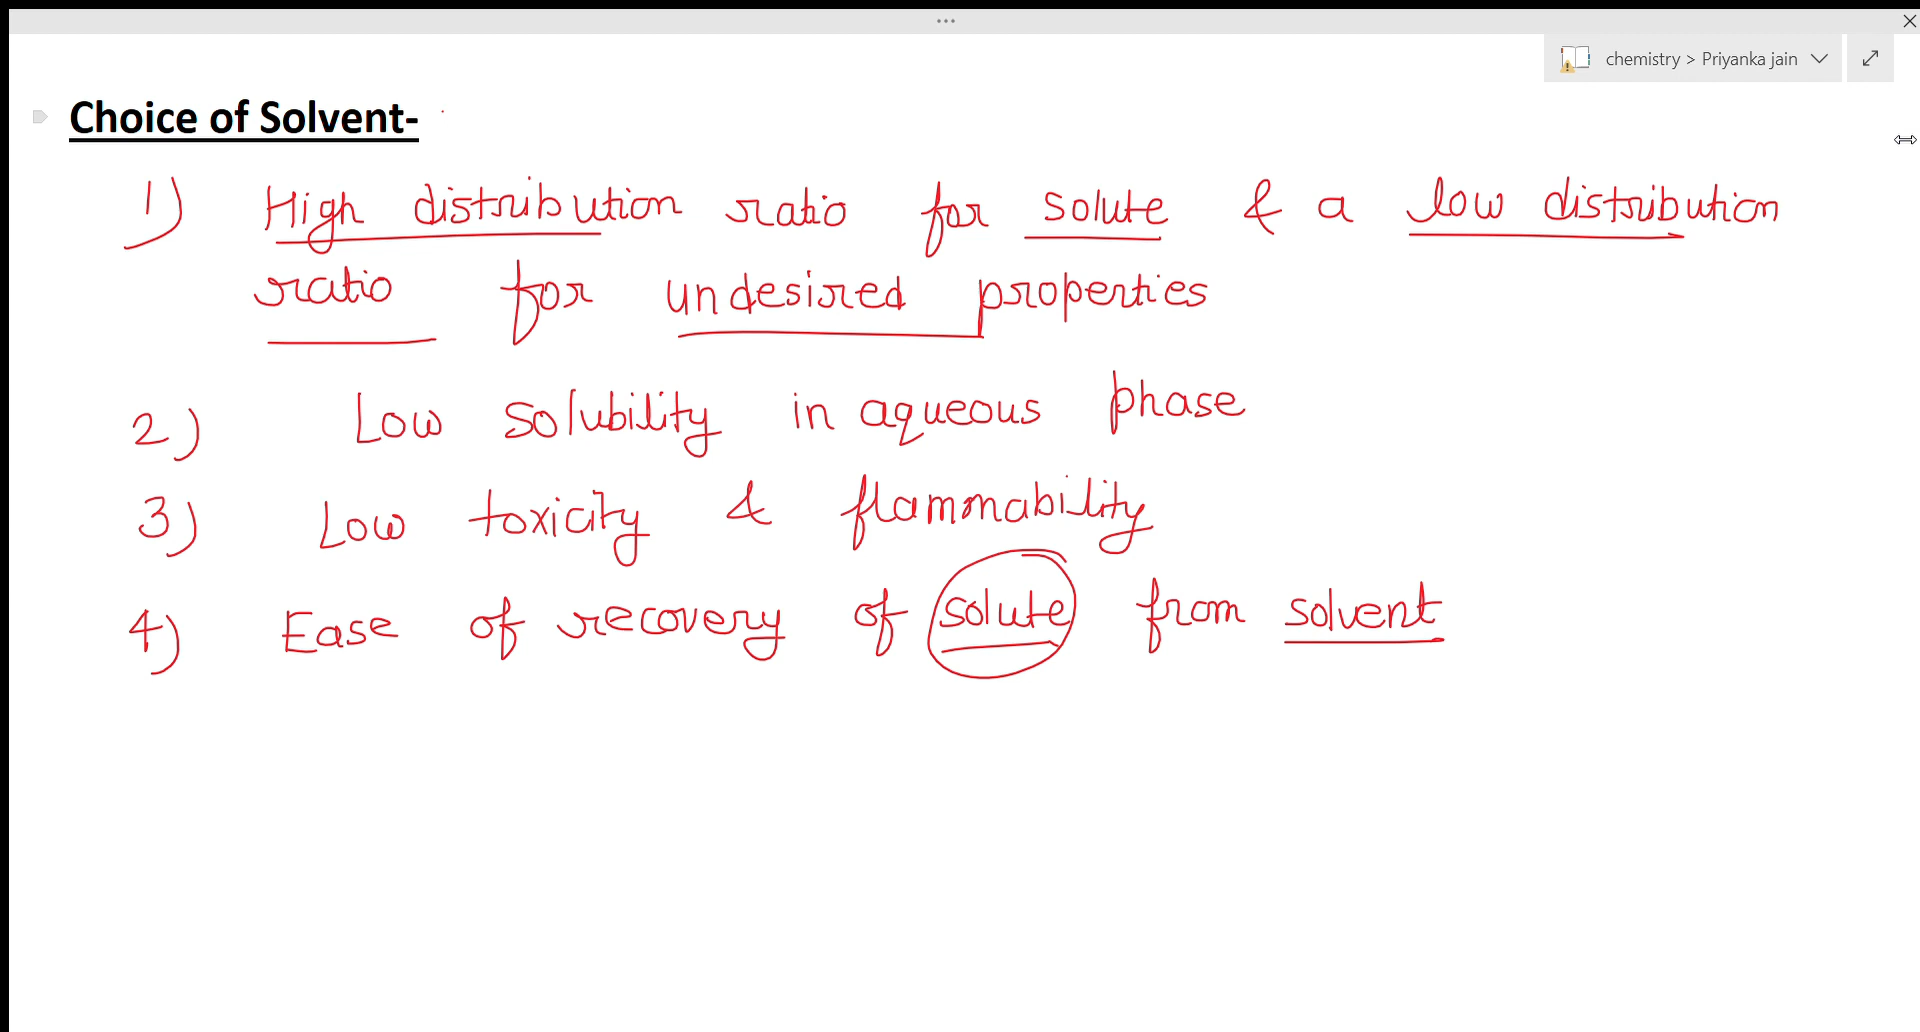 chemistry > Priyanka jain
Choice of Solvent-
1) High distribution ratio for solute & a low distribution
ratio for undesired properties
2) Low solubility in aqueous phase
3) Low toxicity & flammability
4) Ease of recovery of solute from solvent